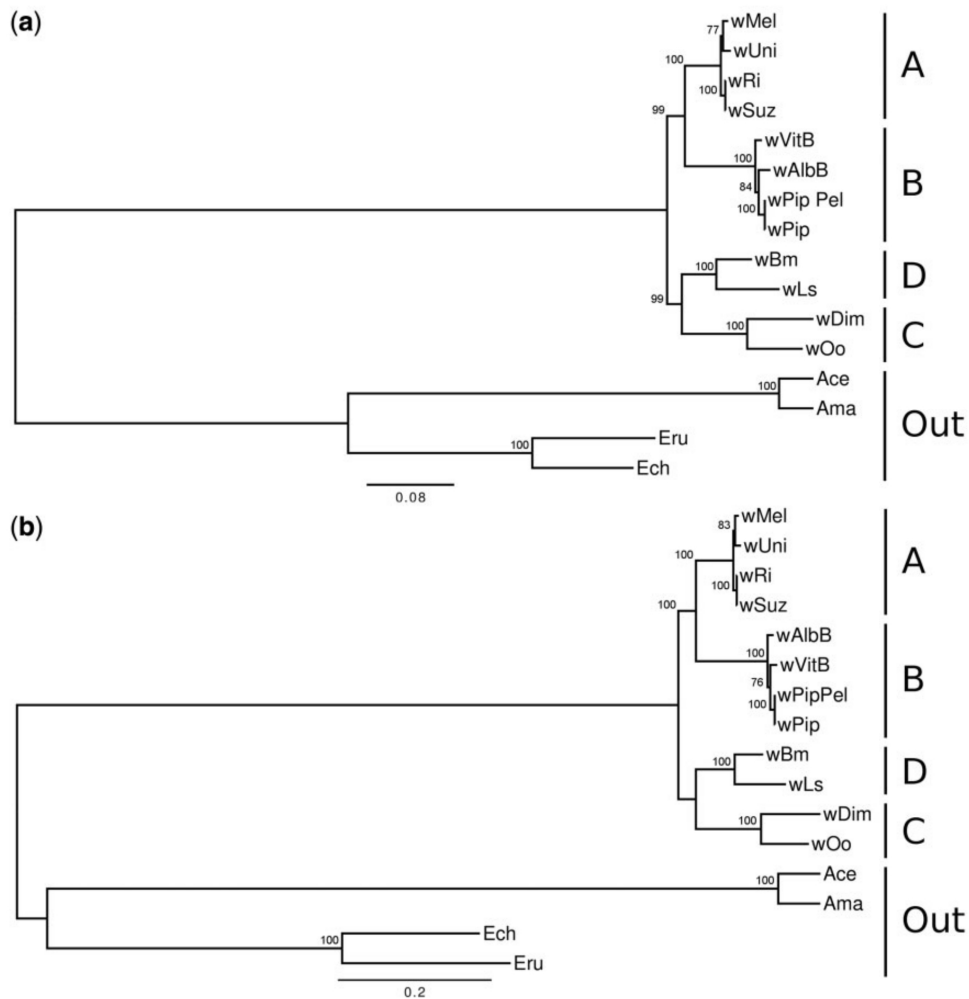 (a)
77
wMel
wUni
100
100
wRi
wSuz
A
99
100
wVitB
84
wAlbB
100
wPip Pel
wPip
B
100
wBm
wLs
D
99
100
wDim
wOo
C
100
Ace
Ama
100
Eru
Ech
Out
0.08
(b)
83
wMel
wUni
100
100
wRi
wSuz
A
100
100
wAlbB
76
wVitB
100
wPipPel
wPip
B
100
wBm
wLs
D
100
wDim
wOo
C
100
Ace
Ama
100
Ech
Eru
Out
0.2